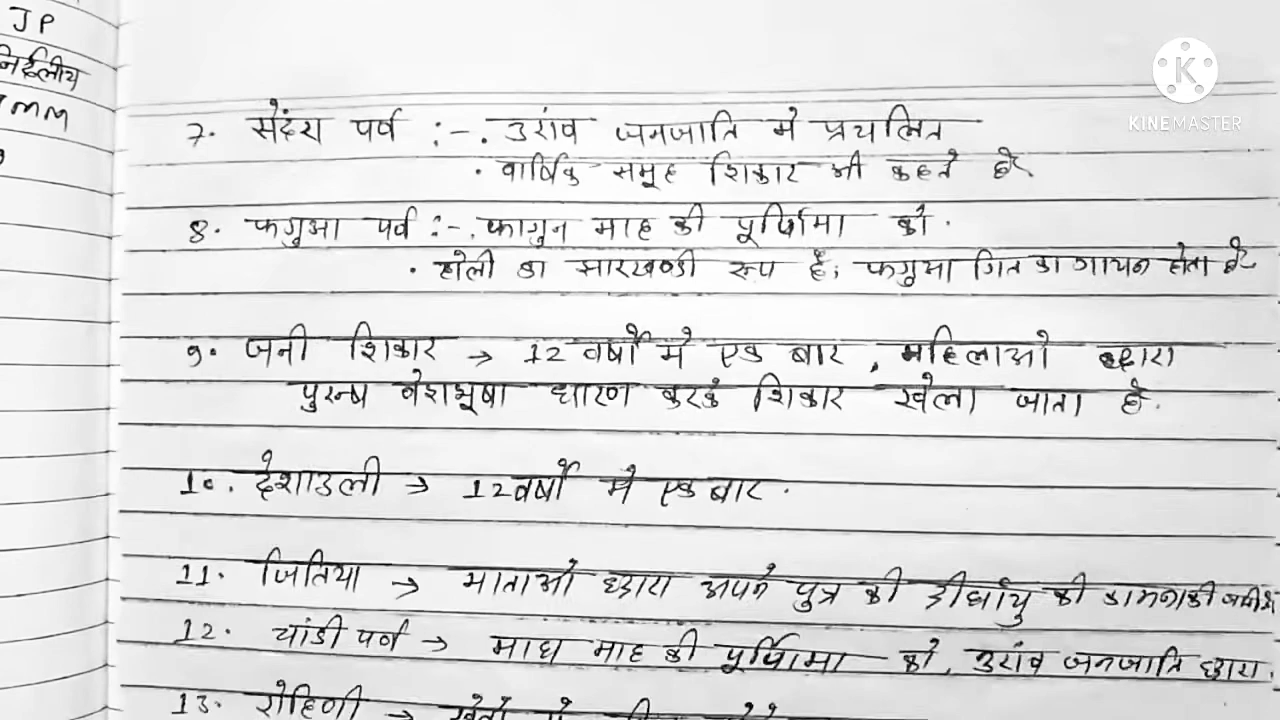 JP
निर्दलीय
JMM
KINEMASTER
7. सेंदरा पर्व :-. उरांव जनजाति मे प्रचलित
. वार्षिक समूह शिकार भी कहते है
8. फगुआ पर्व :-. फागुन माह की पूर्णिमा को.
. होली का झारखण्डी रूप है; फगुआ गित का गायन होता है
9. जनी शिकार → 12 वर्षों मे एक बार, महिलाओ द्वारा
पुरुष वेशभूषा धारण करके शिकार खेला जाता है.
10. देशाउली → 12 वर्षों मे एक बार.
11. जितिया → माताओ द्वारा अपने पुत्र की दीर्घायु की कामना की
12. चांडी पर्व → माघ माह की पूर्णिमा को, उरांव जनजाति द्वारा.
13. रोहिणी →